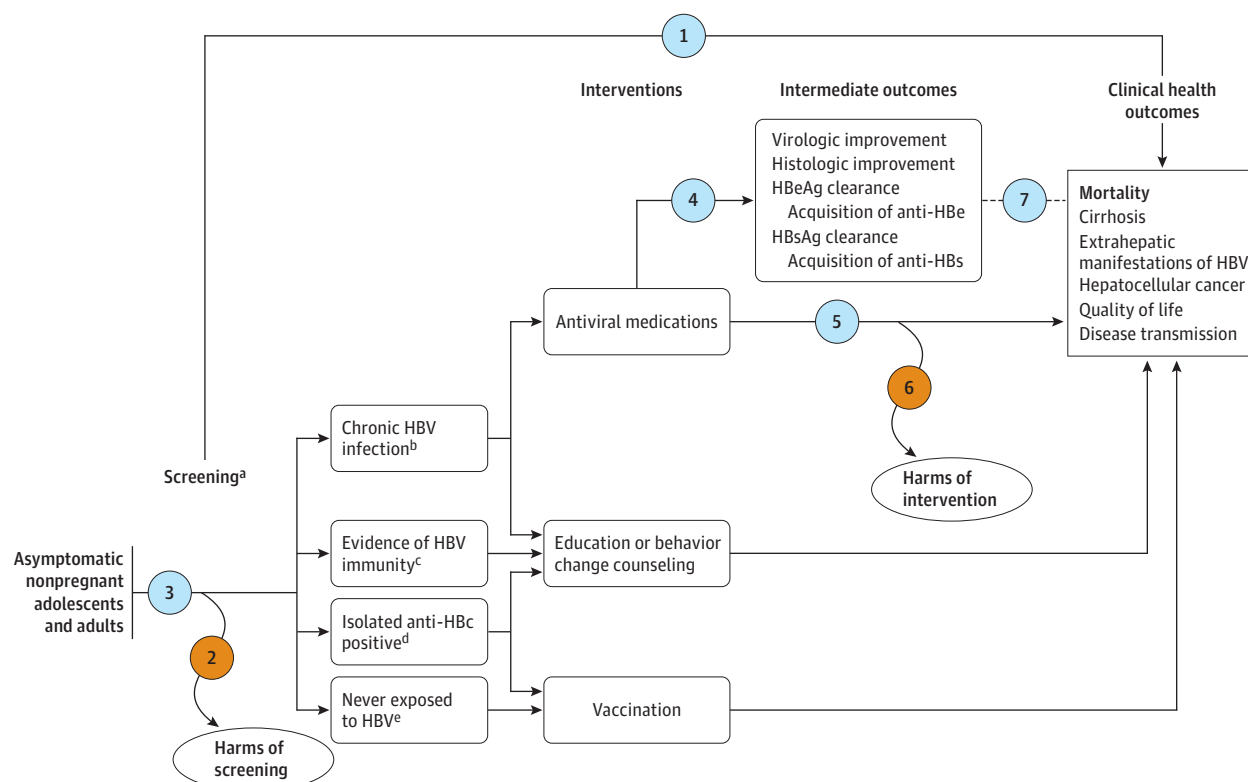 1
Interventions
Intermediate outcomes
Clinical health
outcomes
Virologic improvement
Histologic improvement
HBeAg clearance
Acquisition of anti-HBe
HBsAg clearance
Acquisition of anti-HBs
4
7
Mortality
Cirrhosis
Extrahepatic
manifestations of HBV
Hepatocellular cancer
Quality of life
Disease transmission
Antiviral medications
5
6
Harms of
intervention
Chronic HBV
infectionᵇ
Screeningᵃ
Evidence of HBV
immunityᶜ
Education or behavior
change counseling
Asymptomatic
nonpregnant
adolescents
and adults
3
2
Isolated anti-HBc
positiveᵈ
Never exposed
to HBVᵉ
Vaccination
Harms of
screening